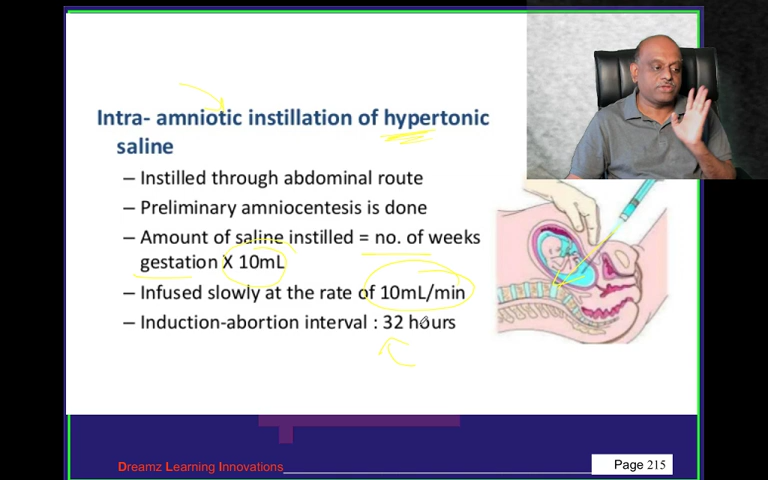 Intra- amniotic instillation of hypertonic
saline
– Instilled through abdominal route
– Preliminary amniocentesis is done
– Amount of saline instilled = no. of weeks
gestation X 10mL
– Infused slowly at the rate of 10mL/min
– Induction-abortion interval : 32 hours
Dreamz Learning Innovations
Page 215